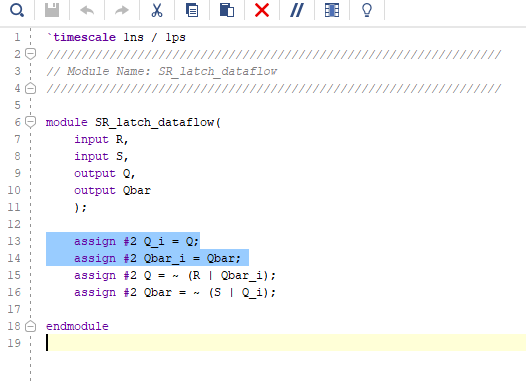 1 `timescale 1ns / 1ps
2 /////////////////////////////////////////////////////////////////
3 // Module Name: SR_latch_dataflow
4 /////////////////////////////////////////////////////////////////
5
6 module SR_latch_dataflow(
7 input R,
8 input S,
9 output Q,
10 output Qbar
11 );
12
13 assign #2 Q_i = Q;
14 assign #2 Qbar_i = Qbar;
15 assign #2 Q = ~ (R | Qbar_i);
16 assign #2 Qbar = ~ (S | Q_i);
17
18 endmodule
19